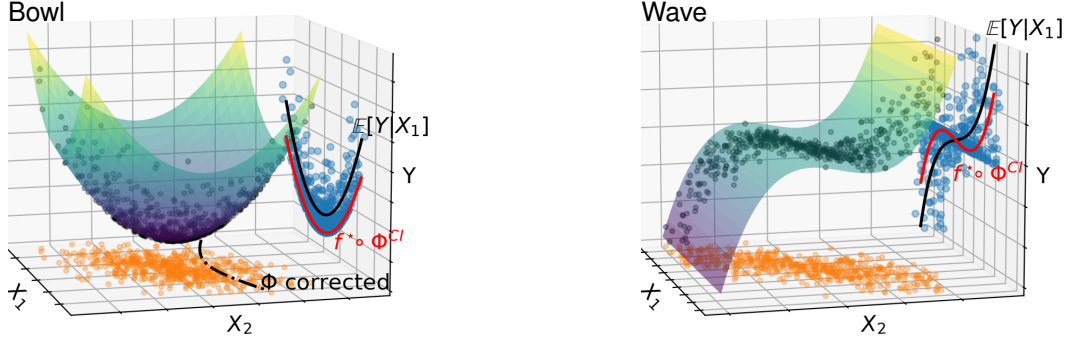 Bowl
𝔼[Y|X₁]
Y
f*∘ Φ^CI
Φ corrected
X₁
X₂
Wave
𝔼[Y|X₁]
Y
f*∘ Φ^CI
X₁
X₂